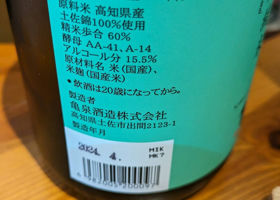 原料米 高知県産
土佐錦100%使用
精米歩合 60%
酵母 AA-41、A-14
アルコール分 15.5%
原材料名 米(国産)、
米麹(国産米)
•飲酒は20歳になってから。
製造者
亀泉酒造株式会社
高知県土佐市出間2123-1
製造年月
2024. 4.
MIK
MK7